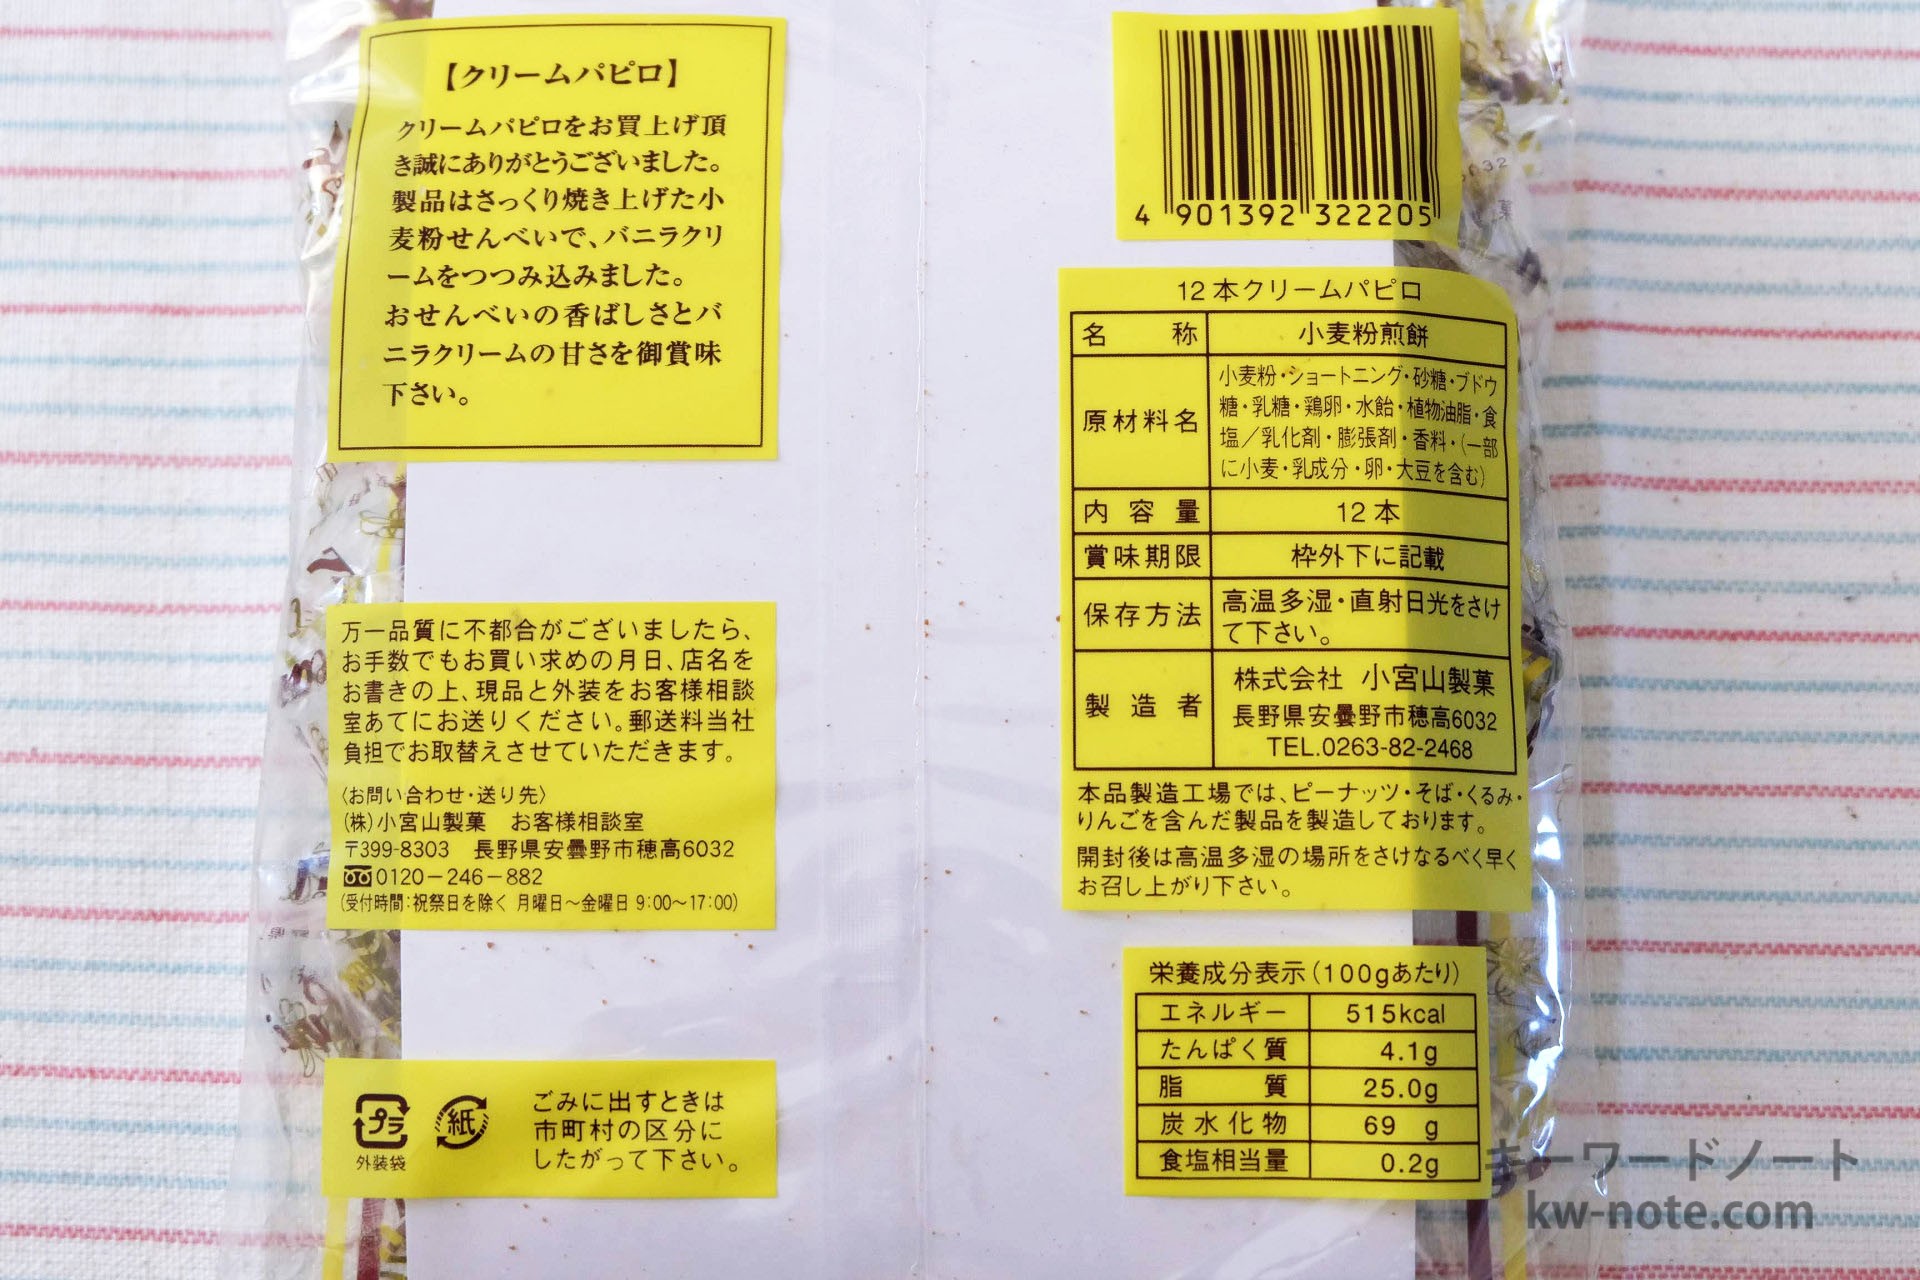 【クリームパピロ】
クリームパピロをお買上げ頂
き誠にありがとうございました。
製品はさっくり焼き上げた小
麦粉せんべいで、バニラクリ
ームをつつみ込みました。
おせんべいの香ばしさとバ
ニラクリームの甘さを御賞味
下さい。
万一品質に不都合がございましたら、
お手数でもお買い求めの月日、店名を
お書きの上、現品と外装をお客様相談
室あてにお送りください。郵送料当社
負担でお取替えさせていただきます。
〈お問い合わせ・送り先〉
(株)小宮山製菓 お客様相談室
〒399-8303 長野県安曇野市穂高6032
0120－246－882
(受付時間：祝祭日を除く 月曜日～金曜日 9:00～17:00)
プラ
外装袋
紙
ごみに出すときは
市町村の区分に
したがって下さい。
4 901392 322205
12本クリームパピロ
名称 小麦粉煎餅
原材料名
小麦粉・ショートニング・砂糖・ブドウ
糖・乳糖・鶏卵・水飴・植物油脂・食
塩／乳化剤・膨張剤・香料・(一部
に小麦・乳成分・卵・大豆を含む)
内容量 12本
賞味期限 枠外下に記載
保存方法
高温多湿・直射日光をさけ
て下さい。
製造者
株式会社 小宮山製菓
長野県安曇野市穂高6032
TEL.0263-82-2468
本品製造工場では、ピーナッツ・そば・くるみ・
りんごを含んだ製品を製造しております。
開封後は高温多湿の場所をさけなるべく早く
お召し上がり下さい。
栄養成分表示(100gあたり)
エネルギー 515kcal
たんぱく質 4.1g
脂質 25.0g
炭水化物 69 g
食塩相当量 0.2g
キーワードノート
kw-note.com